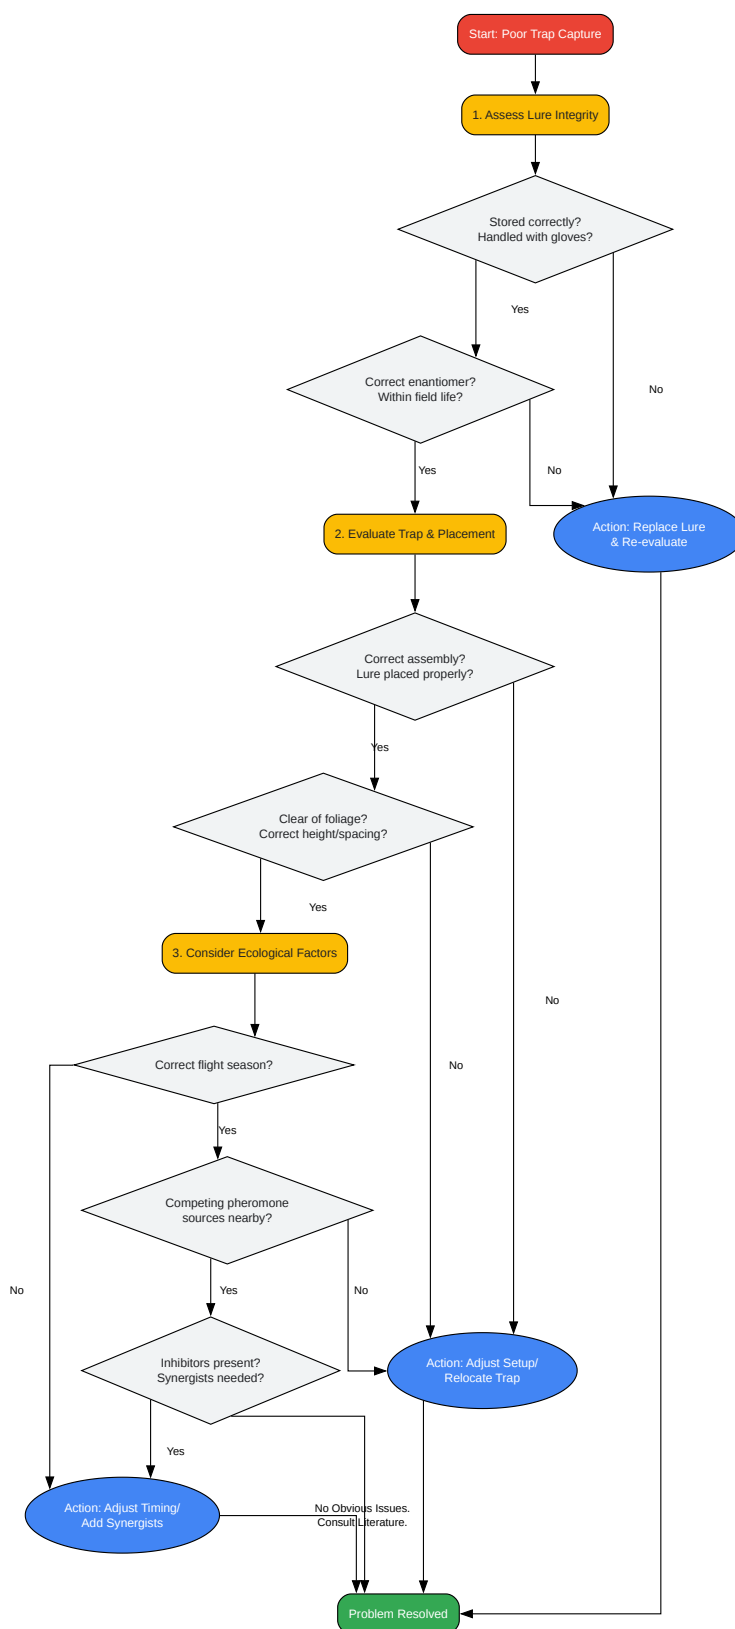 Start: Poor Trap Capture
1. Assess Lure Integrity
Stored correctly?
Handled with gloves?
Yes
No
Correct enantiomer?
Within field life?
Yes
No
Action: Replace Lure
& Re-evaluate
2. Evaluate Trap & Placement
Correct assembly?
Lure placed properly?
Yes
No
Clear of foliage?
Correct height/spacing?
Yes
No
3. Consider Ecological Factors
Correct flight season?
Yes
No
Competing pheromone
sources nearby?
Yes
No
Inhibitors present?
Synergists needed?
Action: Adjust Setup/
Relocate Trap
Yes
Action: Adjust Timing/
Add Synergists
No Obvious Issues.
Consult Literature.
Problem Resolved